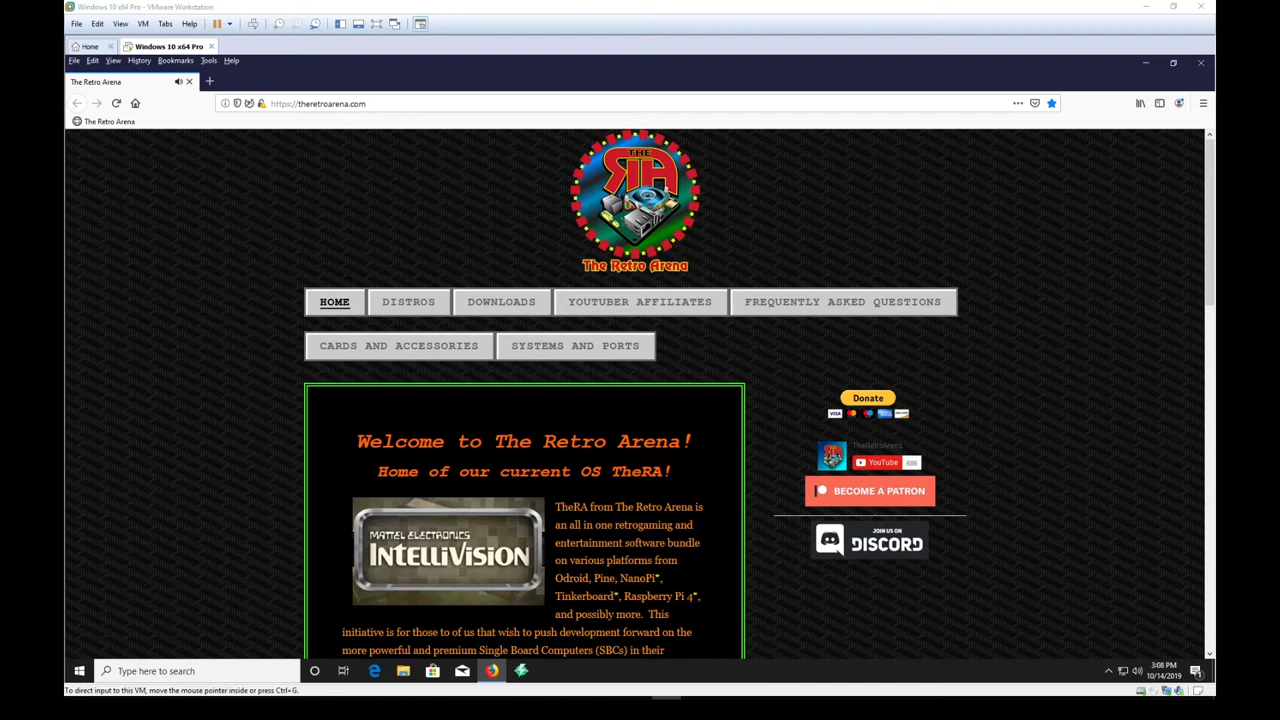 Windows 10 x64 Pro - VMware Workstation
File Edit View VM Tabs Help
Home Windows 10 x64 Pro
File Edit View History Bookmarks Tools Help
The Retro Arena
https://theretroarena.com
The Retro Arena
THE
RA
The Retro Arena
HOME DISTROS DOWNLOADS YOUTUBER AFFILIATES FREQUENTLY ASKED QUESTIONS
CARDS AND ACCESSORIES SYSTEMS AND PORTS
Welcome to The Retro Arena!
Home of our current OS TheRA!
MATTEL ELECTRONICS
INTELLIVISION
TheRA from The Retro Arena is
an all in one retrogaming and
entertainment software bundle
on various platforms from
Odroid, Pine, NanoPi*,
Tinkerboard*, Raspberry Pi 4*,
and possibly more. This
initiative is for those to of us that wish to push development forward on the
more powerful and premium Single Board Computers (SBCs) in their
Donate
VISA
TheRetroArena
YouTube 686
BECOME A PATRON
JOIN US ON
DISCORD
Type here to search
3:08 PM
10/14/2019
To direct input to this VM, move the mouse pointer inside or press Ctrl+G.